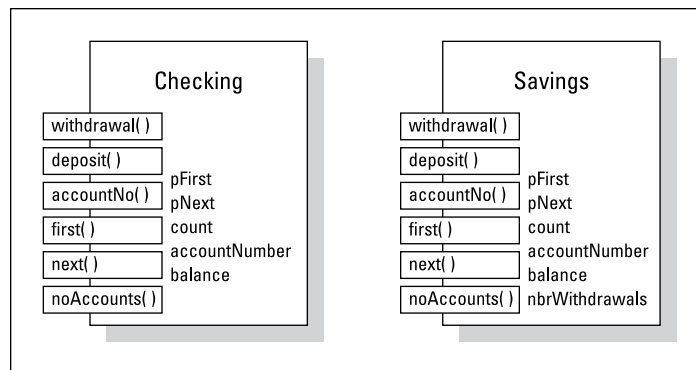 Checking
withdrawal( )
deposit( )
accountNo( )
first( )
next( )
noAccounts( )
pFirst
pNext
count
accountNumber
balance
Savings
withdrawal( )
deposit( )
accountNo( )
first( )
next( )
noAccounts( )
pFirst
pNext
count
accountNumber
balance
nbrWithdrawals